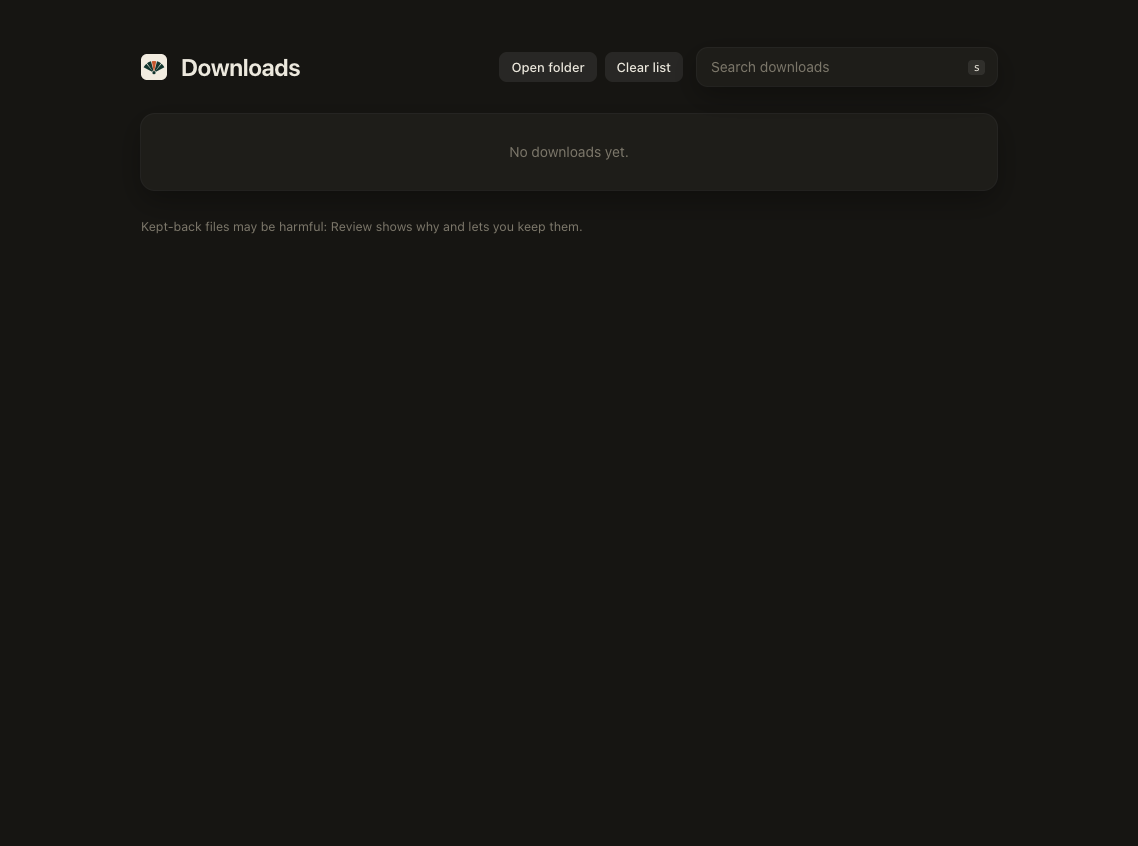 Downloads
Open folder
Clear list
Search downloads
s
No downloads yet.
Kept-back files may be harmful: Review shows why and lets you keep them.